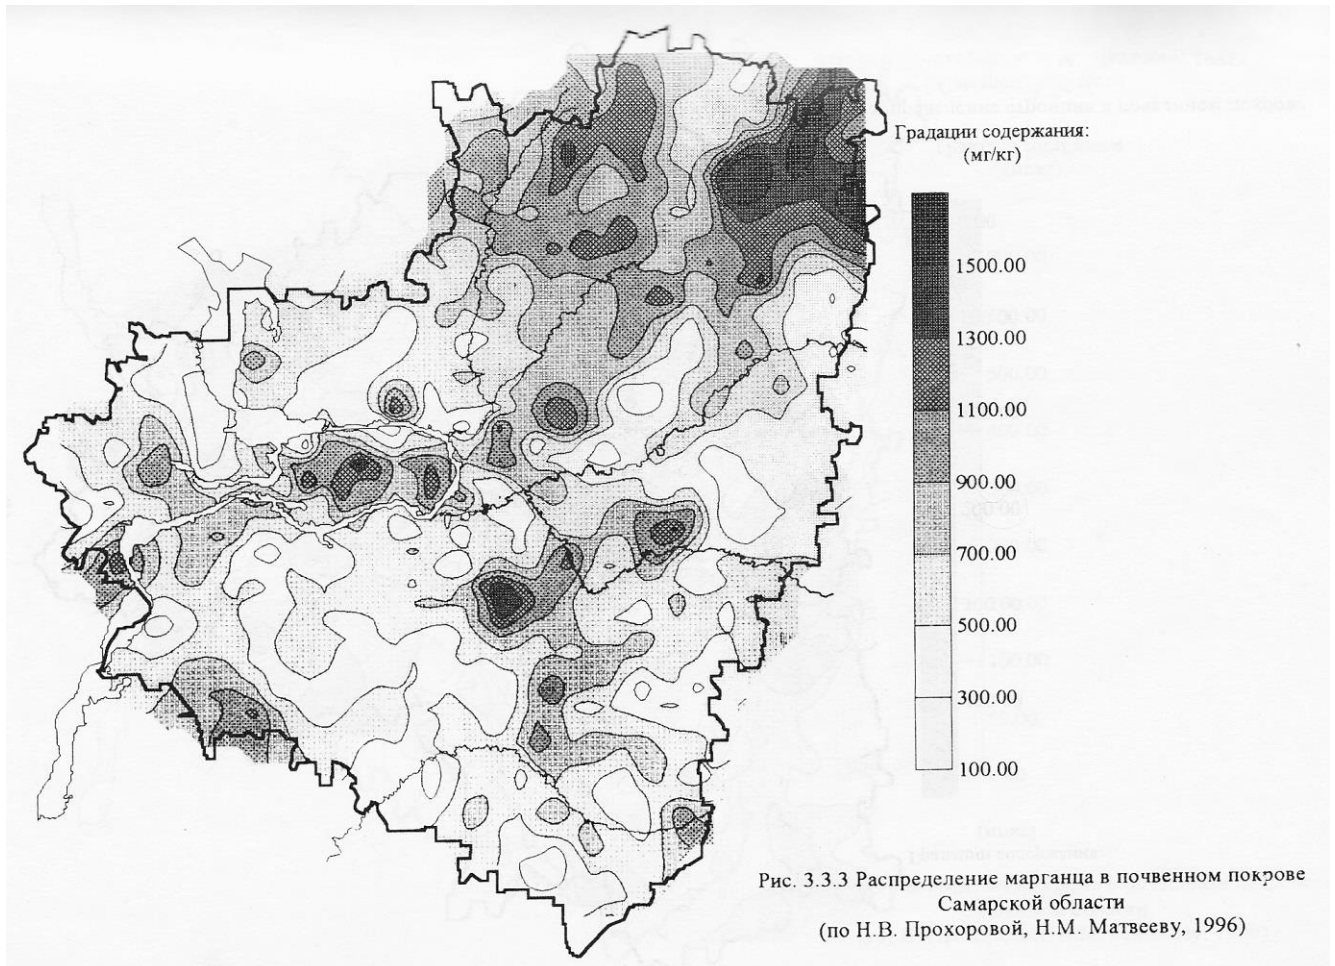 Градации содержания:
(мг/кг)
1500.00
1300.00
1100.00
900.00
700.00
500.00
300.00
100.00
Рис. 3.3.3 Распределение марганца в почвенном покрове
Самарской области
(по Н.В. Прохоровой, Н.М. Матвееву, 1996)